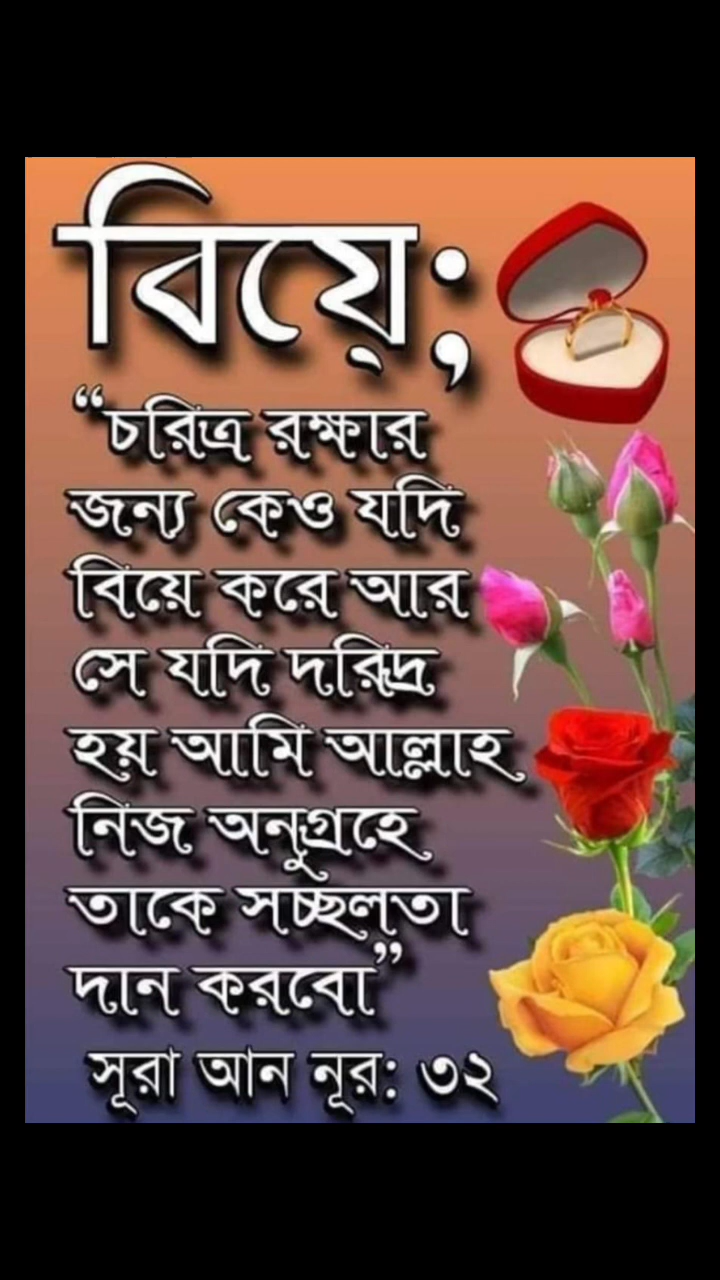 বিয়ে;
“চরিত্র রক্ষার
জন্য কেও যদি
বিয়ে করে আর
সে যদি দরিদ্র
হয় আমি আল্লাহ
নিজ অনুগ্রহে
তাকে সচ্ছলতা
দান করবো”
সূরা আন নূর: ৩২